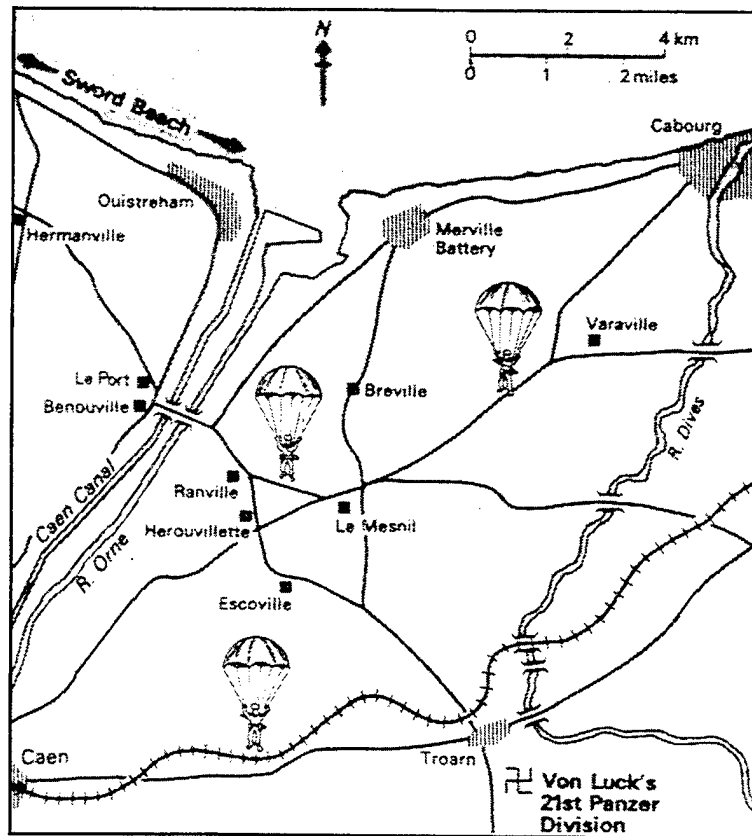 N
0 2 4 km
0 1 2 miles
Sword Beach
Cabourg
Ouistreham
Hermanville
Merville
Battery
Varaville
Le Port
Benouville
Breville
R. Dives
Caen Canal
R. Orne
Ranville
Herouvillette
Le Mesnil
Escoville
Caen
Troarn
Von Luck's
21st Panzer
Division